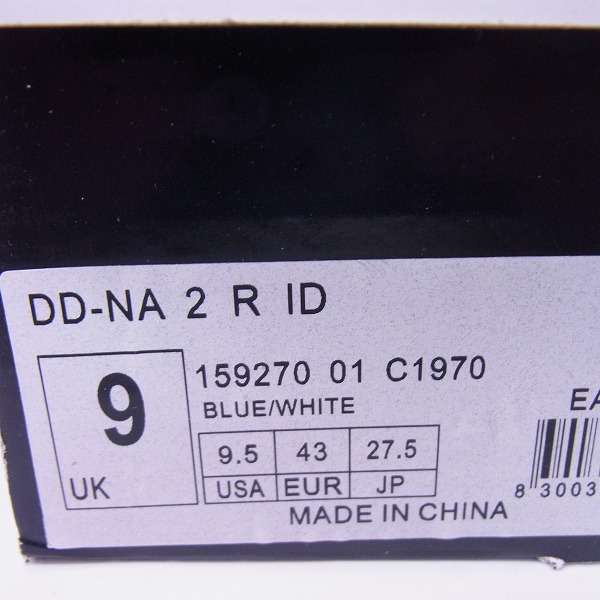 DD-NA 2 R ID
9
UK
159270 01 C1970
BLUE/WHITE
9.5 43 27.5
USA EUR JP
MADE IN CHINA
EA
8 3003